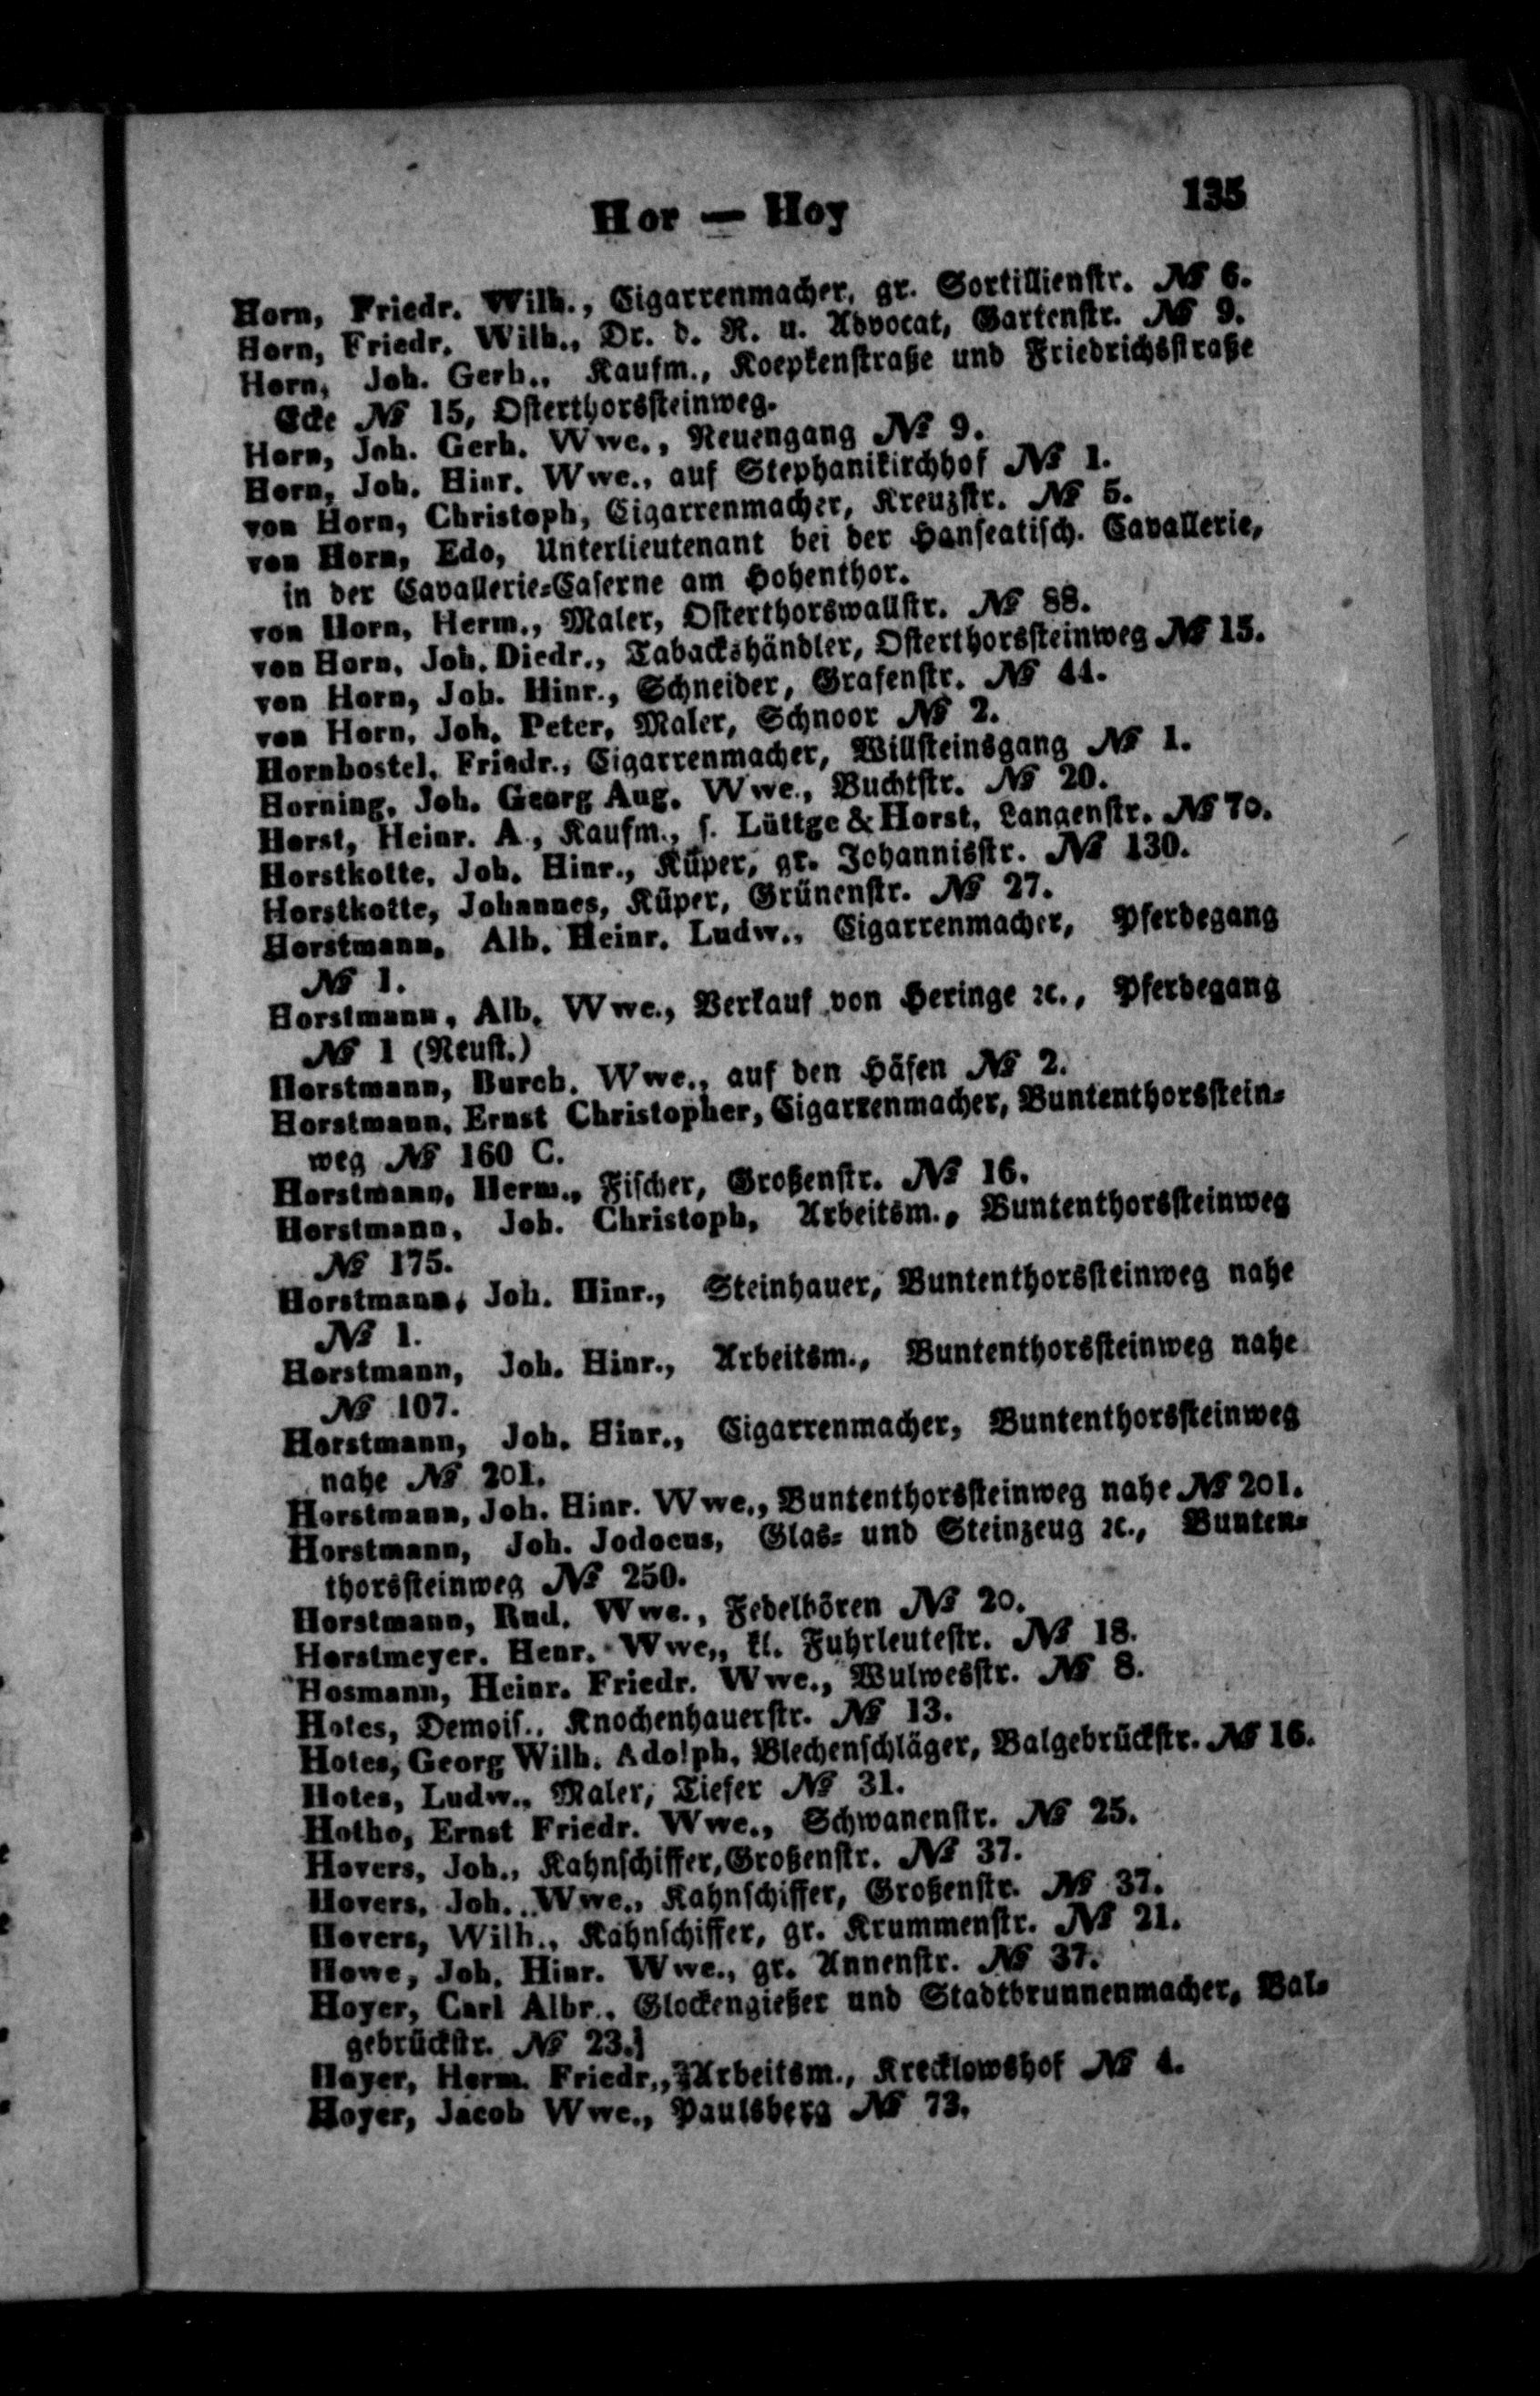 Hor — Hoy
135
Horn, Friedr. Wilh., Cigarrenmacher, gr. Sortillienstr. № 6.
Horn, Friedr. Wilh., Dr. d. R. u. Advocat, Gartenstr. № 9.
Horn, Joh. Gerh., Kaufm., Koepkenstraße und Friedrichsstraße
Ecke № 15, Osterthorssteinweg.
Horn, Joh. Gerh. Wwe., Neuengang № 9.
Horn, Joh. Hinr. Wwe., auf Stephanikirchhof № 1.
von Horn, Christoph, Cigarrenmacher, Kreuzstr. № 5.
von Horn, Edo, Unterlieutenant bei der Hanseatisch. Cavallerie,
in der Cavallerie-Caserne am Hohenthor.
von Horn, Herm., Maler, Osterthorswallstr. № 88.
von Horn, Joh. Diedr., Tabackshändler, Osterthorssteinweg № 15.
von Horn, Joh. Hinr., Schneider, Grafenstr. № 44.
von Horn, Joh. Peter, Maler, Schnoor № 2.
Hornbostel, Friedr., Cigarrenmacher, Willsteinsgang № 1.
Horning, Joh. Georg Aug. Wwe., Buchtstr. № 20.
Horst, Heinr. A., Kaufm., s. Lüttge & Horst, Langenstr. № 70.
Horstkotte, Joh. Hinr., Küper, gr. Johannisstr. № 130.
Horstkotte, Johannes, Küper, Grünenstr. № 27.
Horstmann, Alb. Heinr. Ludw., Cigarrenmacher, Pferdegang
№ 1.
Horstmann, Alb. Wwe., Verkauf von Heringe ꝛc., Pferdegang
№ 1 (Neust.)
Horstmann, Burch. Wwe., auf den Häfen № 2.
Horstmann, Ernst Christopher, Cigarrenmacher, Buntenthorsstein-
weg № 160 C.
Horstmann, Herm., Fischer, Großenstr. № 16.
Horstmann, Joh. Christoph, Arbeitsm., Buntenthorssteinweg
№ 175.
Horstmann, Joh. Hinr., Steinhauer, Buntenthorssteinweg nahe
№ 1.
Horstmann, Joh. Hinr., Arbeitsm., Buntenthorssteinweg nahe
№ 107.
Horstmann, Joh. Hinr., Cigarrenmacher, Buntenthorssteinweg
nahe № 201.
Horstmann, Joh. Hinr. Wwe., Buntenthorssteinweg nahe № 201.
Horstmann, Joh. Jodocus, Glas- und Steinzeug ꝛc., Bunten-
thorssteinweg № 250.
Horstmann, Rud. Wwe., Fedelhören № 20.
Horstmeyer. Henr. Wwe., kl. Fuhrleutestr. № 18.
Hosmann, Heinr. Friedr. Wwe., Wulwesstr. № 8.
Hotes, Demois., Knochenhauerstr. № 13.
Hotes, Georg Wilh. Adolph, Blechenschläger, Balgebrückstr. № 16.
Hotes, Ludw., Maler, Tiefer № 31.
Hotho, Ernst Friedr. Wwe., Schwanenstr. № 25.
Hovers, Joh., Kahnschiffer, Großenstr. № 37.
Hovers, Joh. Wwe., Kahnschiffer, Großenstr. № 37.
Hovers, Wilh., Kahnschiffer, gr. Krummenstr. № 21.
Howe, Joh. Hinr. Wwe., gr. Annenstr. № 37.
Hoyer, Carl Albr., Glockengießer und Stadtbrunnenmacher, Bal-
gebrückstr. № 23.
Hoyer, Herm. Friedr., Arbeitsm., Krecklowshof № 4.
Hoyer, Jacob Wwe., Paulsberg № 73.